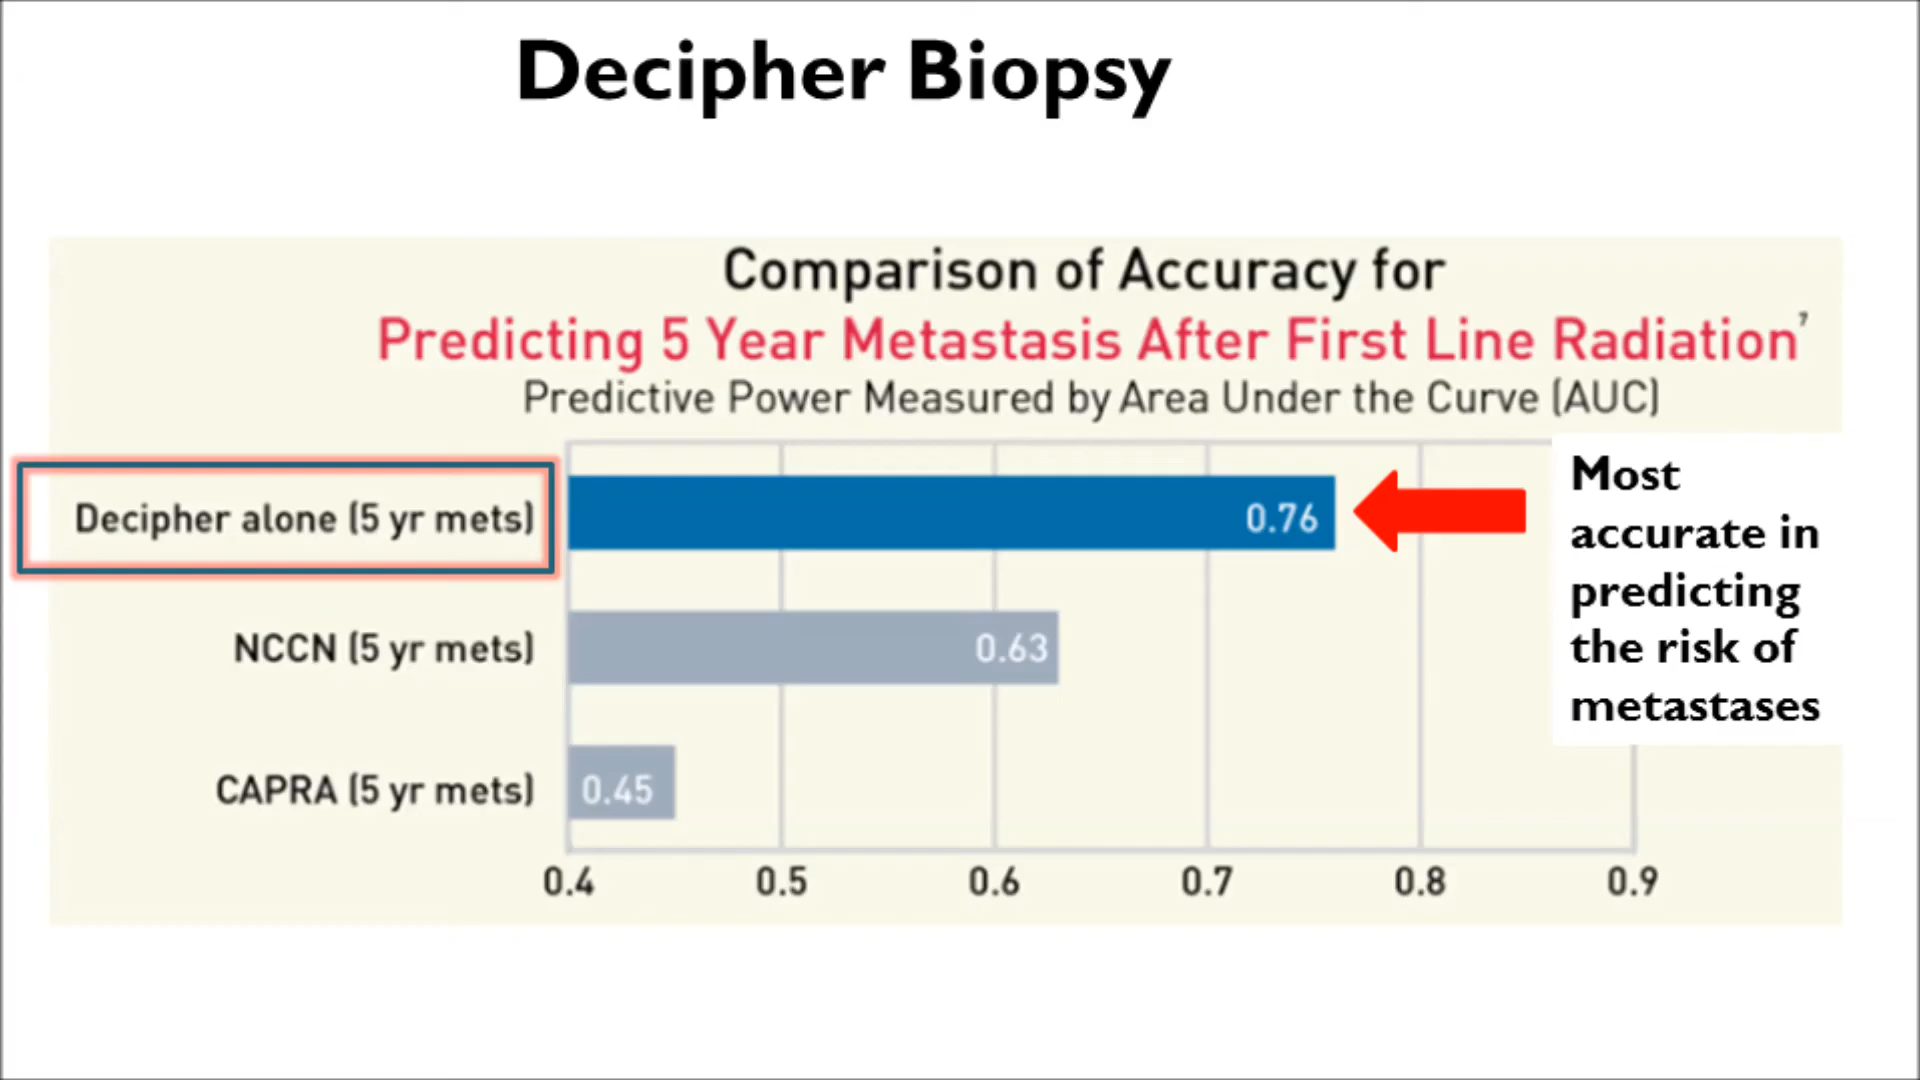 Decipher Biopsy
Comparison of Accuracy for
Predicting 5 Year Metastasis After First Line Radiation⁷
Predictive Power Measured by Area Under the Curve (AUC)
Decipher alone (5 yr mets)
0.76
Most
accurate in
predicting
the risk of
metastases
NCCN (5 yr mets)
0.63
CAPRA (5 yr mets)
0.45
0.4 0.5 0.6 0.7 0.8 0.9